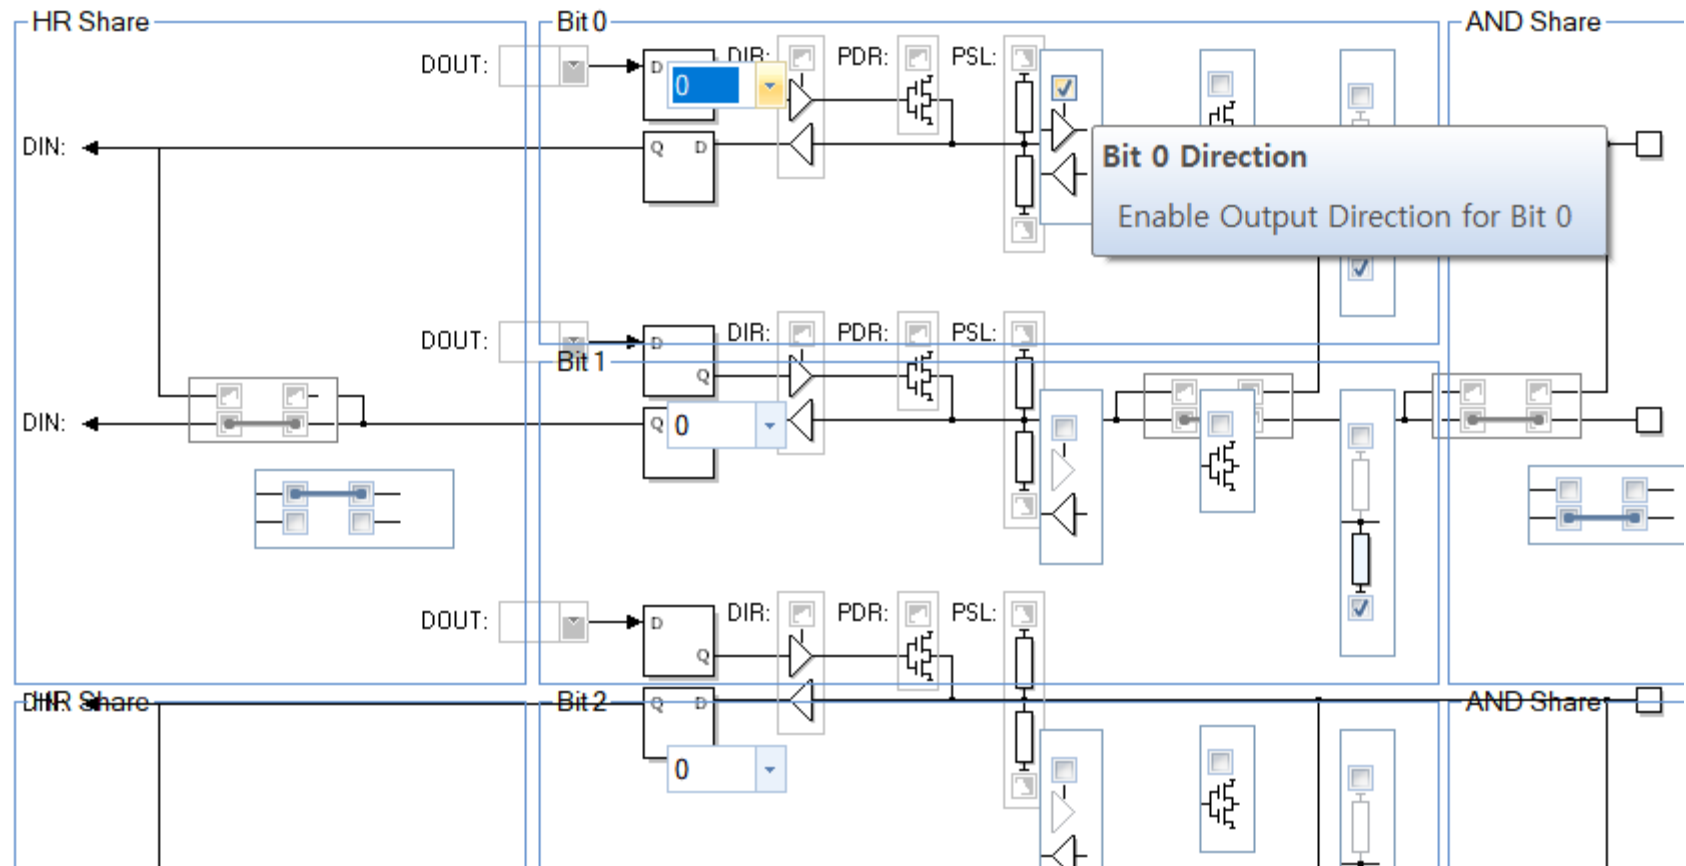 HR Share
Bit 0
AND Share
DOUT:
D
DIR:
PDR:
PSL:
0
DIN:
Q
D
Bit 0 Direction
Enable Output Direction for Bit 0
DOUT:
D
DIR:
PDR:
PSL:
Bit 1
Q
DIN:
Q
0
DOUT:
D
DIR:
PDR:
PSL:
Q
HR Share
Bit 2
Q
D
AND Share
0